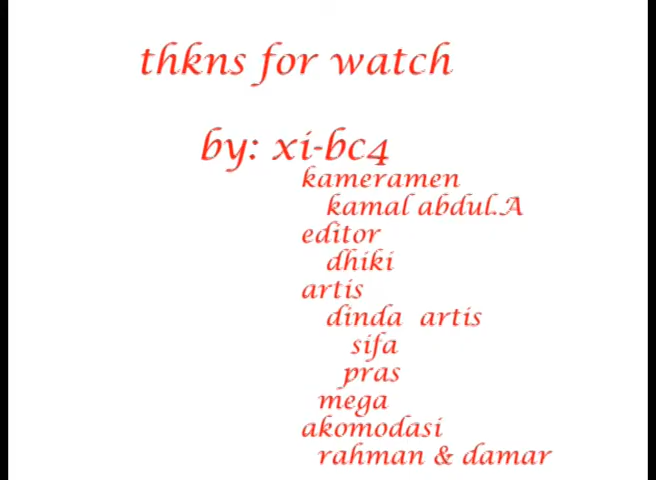 thkns for watch
by: xi-bc4
kameramen
kamal abdul.A
editor
dhiki
artis
dinda artis
sifa
pras
mega
akomodasi
rahman & damar